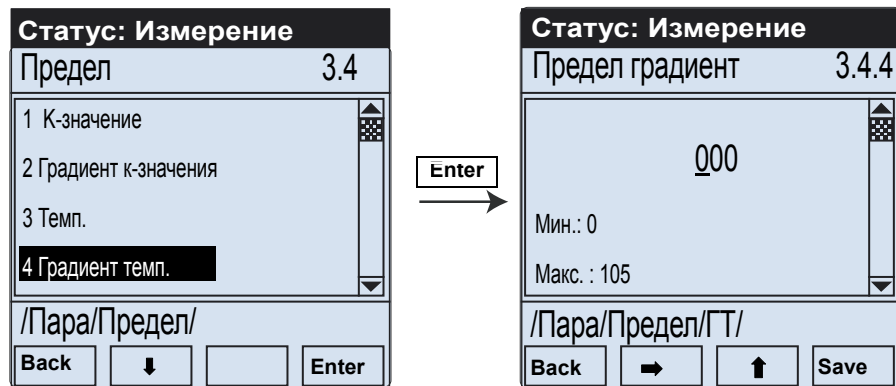 Статус: Измерение
Предел 3.4
1 К-значение
2 Градиент к-значения
3 Темп.
4 Градиент темп.
/Пара/Предел/
Back ⬇ Enter
Enter
Статус: Измерение
Предел градиент 3.4.4
000
Мин.: 0
Макс. : 105
/Пара/Предел/ГТ/
Back ➡ ⬆ Save